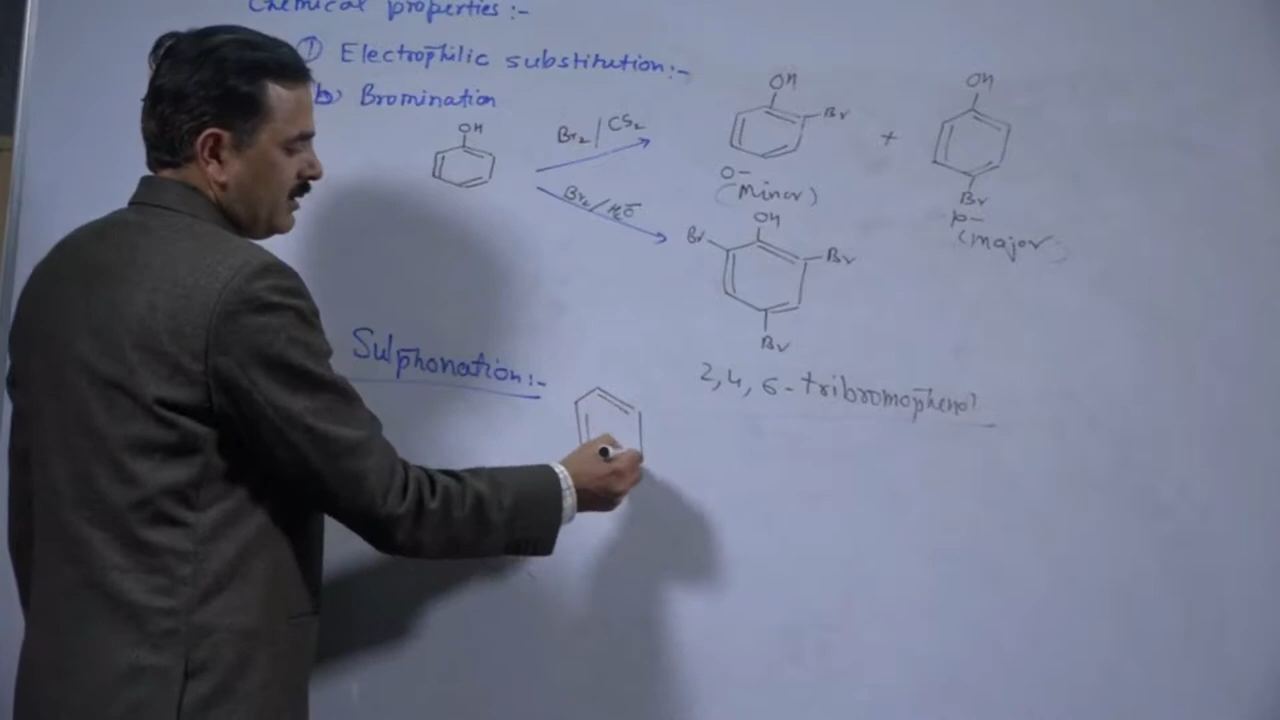 Chemical properties :-
① Electrophilic substitution:-
b) Bromination
OH
Br₂ / CS₂
OH
Br
+
OH
Br
O-
(Minor)
p-
(major)
Br₂ / H₂O
OH
Br
Br
Br
Sulphonation:-
2, 4, 6 - tribromophenol